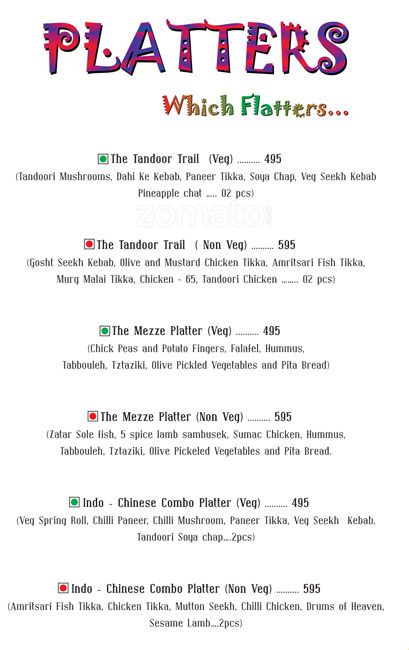 PLATTERS
Which Flatters...
The Tandoor Trail (Veg) .......... 495
(Tandoori Mushrooms, Dahi Ke Kebab, Paneer Tikka, Soya Chap, Veg Seekh Kebab
Pineapple chat ..... 02 pcs)
zomato
The Tandoor Trail ( Non Veg) .......... 595
(Gosht Seekh Kebab, Olive and Mustard Chicken Tikka, Amritsari Fish Tikka,
Murg Malai Tikka, Chicken - 65, Tandoori Chicken ........ 02 pcs)
The Mezze Platter (Veg) .......... 495
(Chick Peas and Potato Fingers, Falafel, Hummus,
Tabbouleh, Tztaziki, Olive Pickled Vegetables and Pita Bread)
The Mezze Platter (Non Veg) .......... 595
(Zatar Sole fish, 5 spice lamb sambusek, Sumac Chicken, Hummus,
Tabbouleh, Tztaziki, Olive Pickeled Vegetables and Pita Bread.
Indo - Chinese Combo Platter (Veg) .......... 495
(Veg Spring Roll, Chilli Paneer, Chilli Mushroom, Paneer Tikka, Veg Seekh Kebab,
Tandoori Soya chap....2pcs)
Indo - Chinese Combo Platter (Non Veg) .......... 595
(Amritsari Fish Tikka, Chicken Tikka, Mutton Seekh, Chilli Chicken, Drums of Heaven,
Sesame Lamb....2pcs)